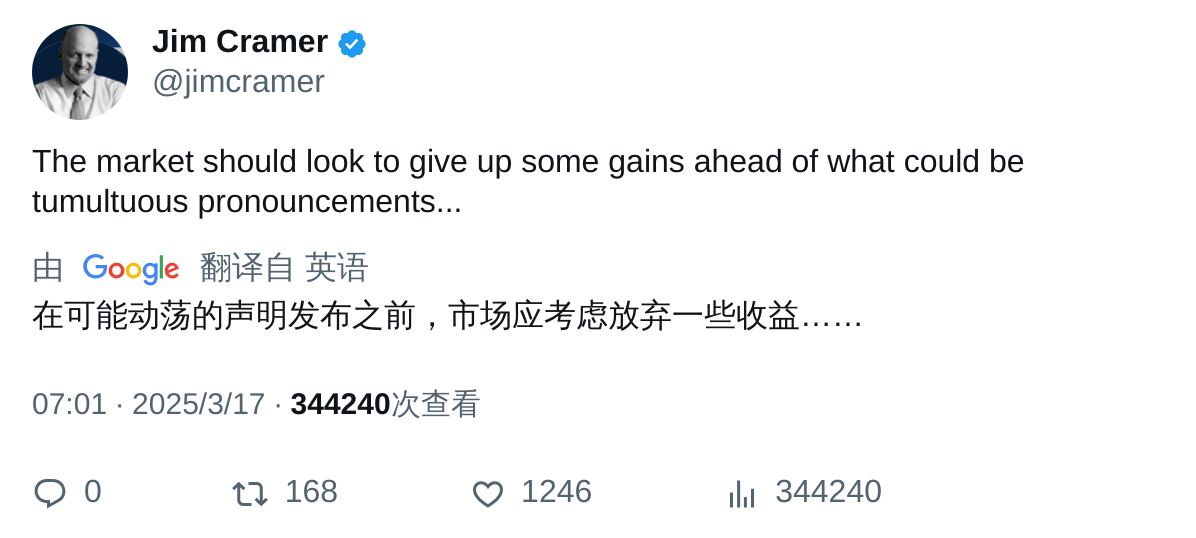 Jim Cramer
@jimcramer
The market should look to give up some gains ahead of what could be
tumultuous pronouncements...
由 Google 翻译自 英语
在可能动荡的声明发布之前，市场应考虑放弃一些收益……
07:01 · 2025/3/17 · 344240次查看
0 168 1246 344240